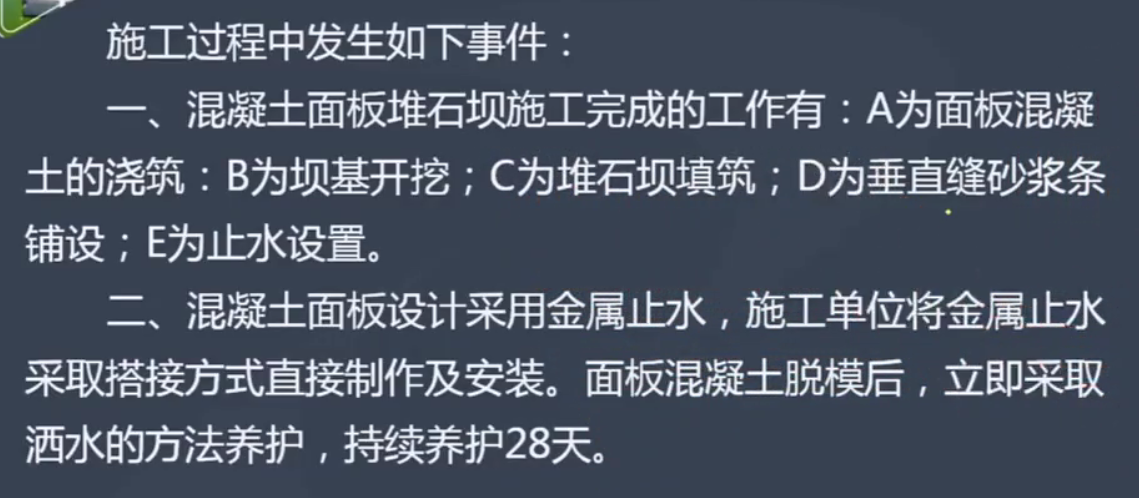 施工过程中发生如下事件：
一、混凝土面板堆石坝施工完成的工作有：A为面板混凝
土的浇筑：B为坝基开挖；C为堆石坝填筑；D为垂直缝砂浆条
铺设；E为止水设置。
二、混凝土面板设计采用金属止水，施工单位将金属止水
采取搭接方式直接制作及安装。面板混凝土脱模后，立即采取
洒水的方法养护，持续养护28天。